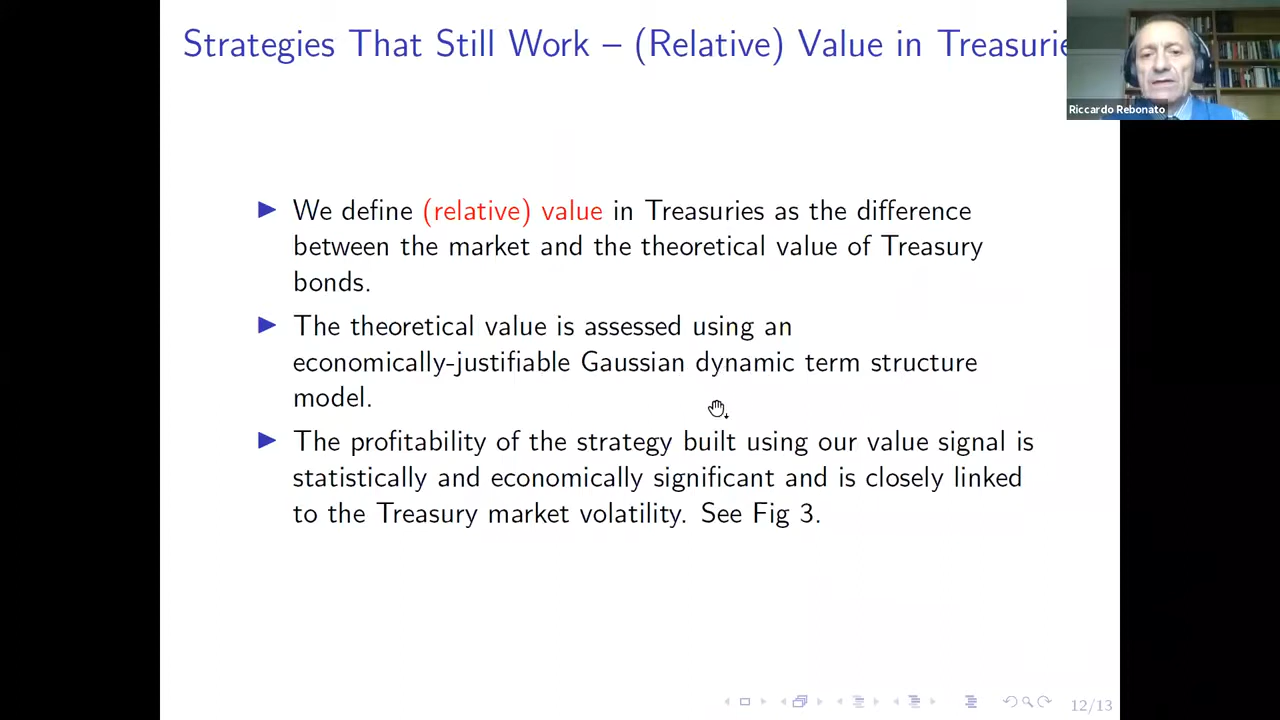 Strategies That Still Work – (Relative) Value in Treasurie
Riccardo Rebonato
We define (relative) value in Treasuries as the difference
between the market and the theoretical value of Treasury
bonds.
The theoretical value is assessed using an
economically-justifiable Gaussian dynamic term structure
model.
The profitability of the strategy built using our value signal is
statistically and economically significant and is closely linked
to the Treasury market volatility. See Fig 3.
12/13